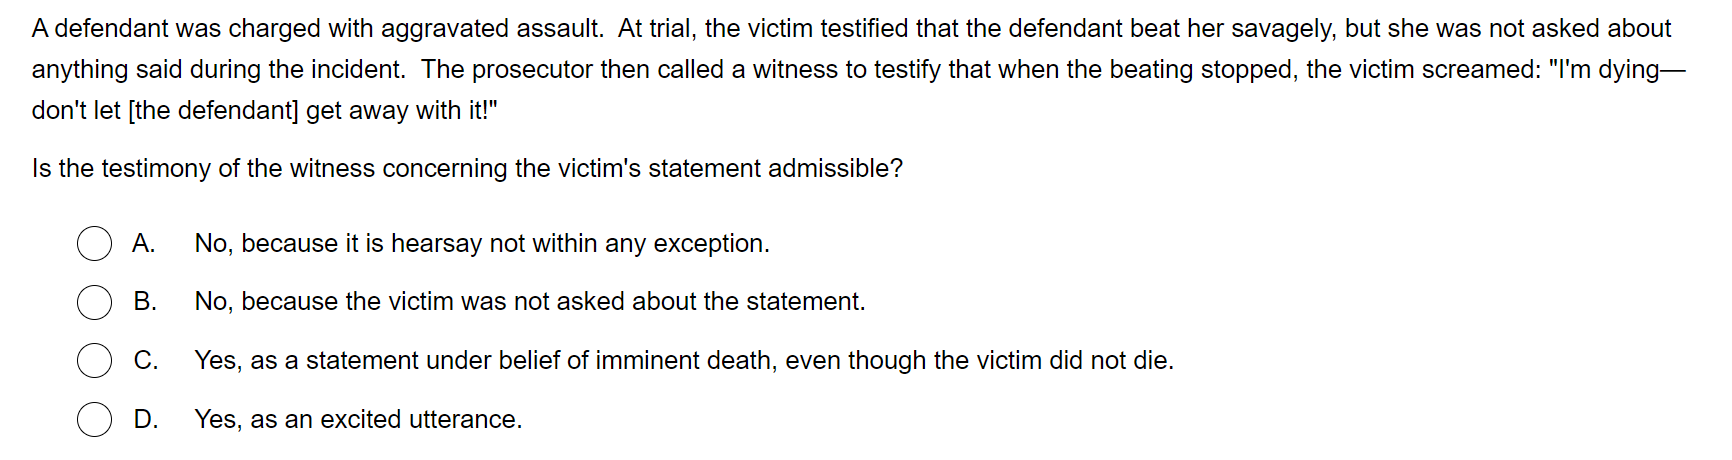 A defendant was charged with aggravated assault.  At trial, the victim testified that the defendant beat her savagely, but she was not asked about
anything said during the incident.  The prosecutor then called a witness to testify that when the beating stopped, the victim screamed: "I'm dying—
don't let [the defendant] get away with it!"
Is the testimony of the witness concerning the victim's statement admissible?
A. No, because it is hearsay not within any exception.
B. No, because the victim was not asked about the statement.
C. Yes, as a statement under belief of imminent death, even though the victim did not die.
D. Yes, as an excited utterance.